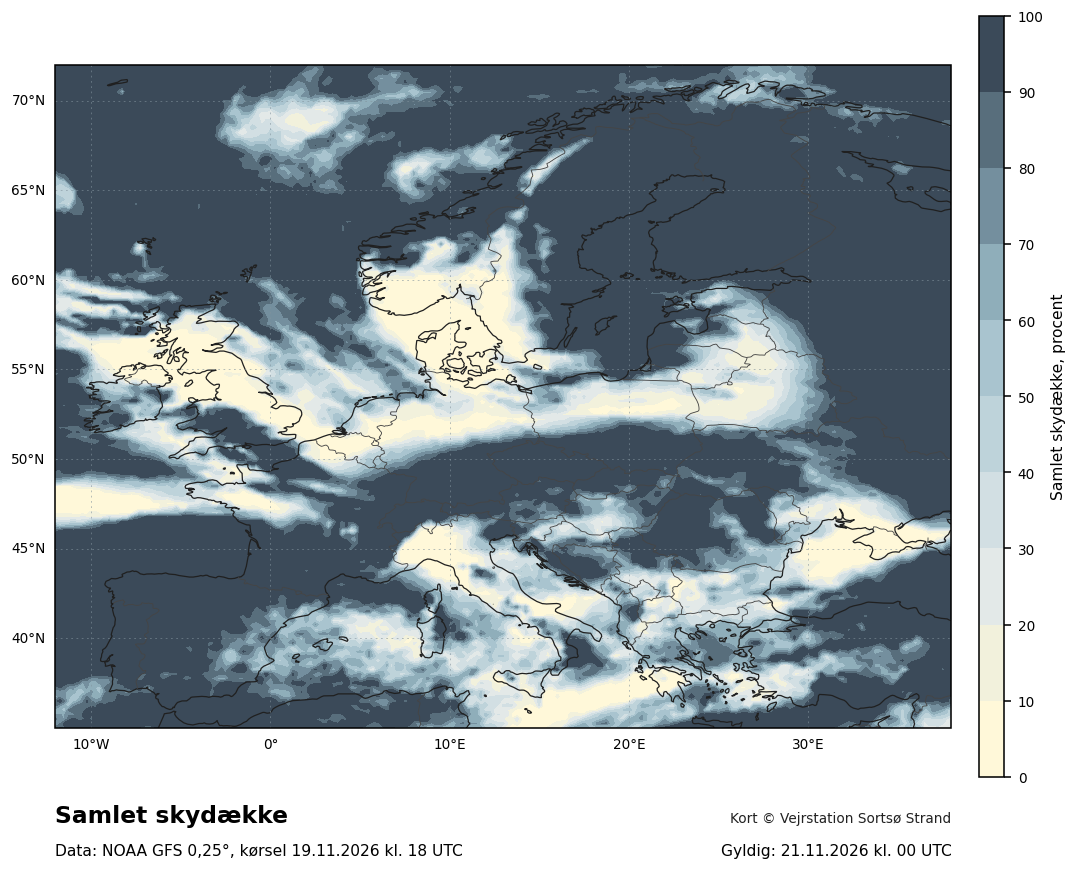 100
90
80
70
60
50
40
30
20
10
0
Samlet skydække, procent
70°N
65°N
60°N
55°N
50°N
45°N
40°N
10°W
0°
10°E
20°E
30°E
Samlet skydække
Kort © Vejrstation Sortsø Strand
Data: NOAA GFS 0,25°, kørsel 19.11.2026 kl. 18 UTC
Gyldig: 21.11.2026 kl. 00 UTC